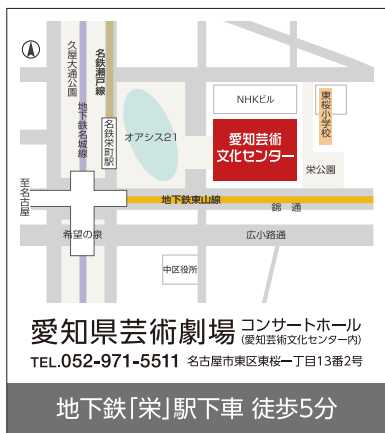 久屋大通公園
地下鉄名城線
名鉄瀬戸線
名鉄栄町駅
オアシス21
NHKビル
愛知芸術
文化センター
東桜小学校
栄公園
至名古屋
地下鉄東山線
錦通
希望の泉
広小路通
中区役所
愛知県芸術劇場 コンサートホール
(愛知芸術文化センター内)
TEL.052-971-5511 名古屋市東区東桜一丁目13番2号
地下鉄「栄」駅下車 徒歩5分